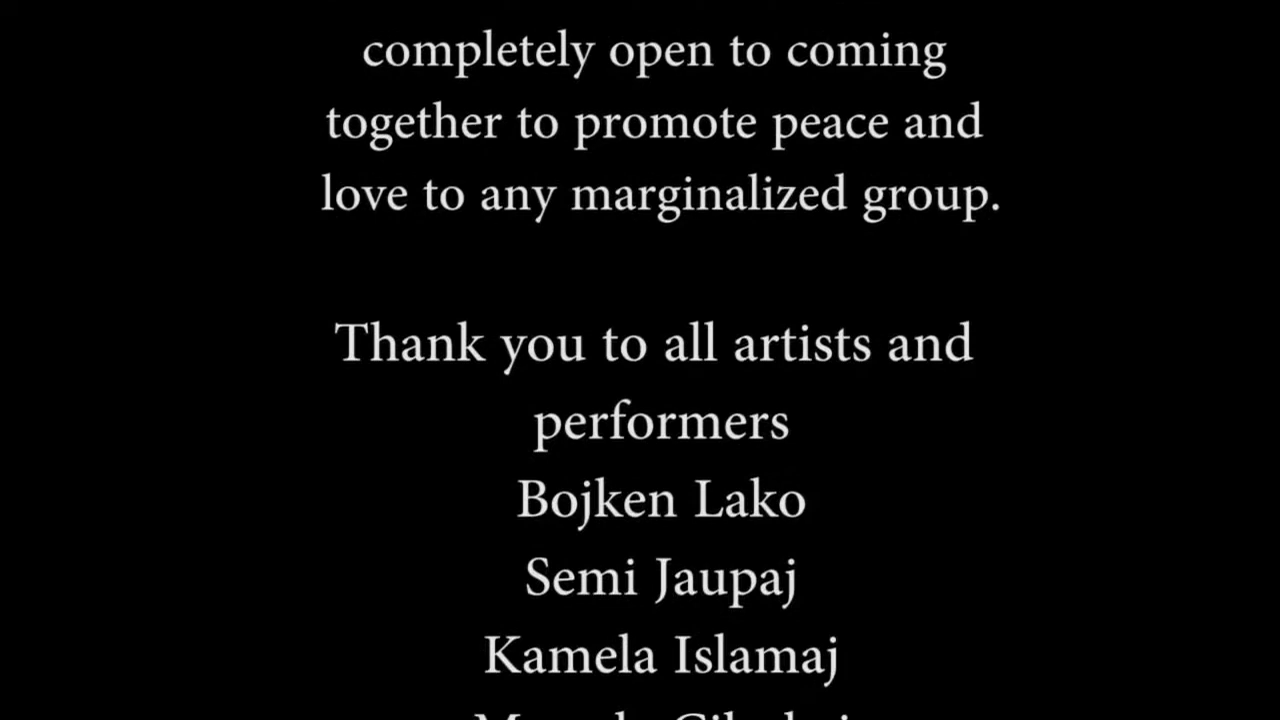 completely open to coming
together to promote peace and
love to any marginalized group.
Thank you to all artists and
performers
Bojken Lako
Semi Jaupaj
Kamela Islamaj